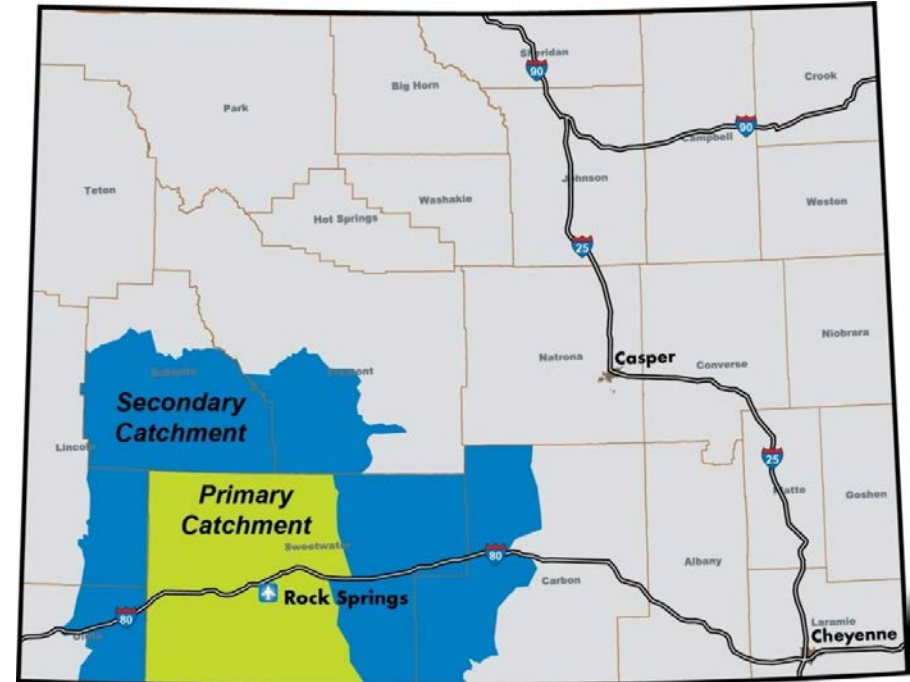 Sheridan
90
Crook
Big Horn
Park
90
Campbell
Teton
Johnson
Washakie
Weston
Hot Springs
25
Niobrara
Natrona
Casper
Converse
Sublette
Fremont
Secondary
Catchment
Lincoln
25
Platte
Goshen
Primary
Catchment
Sweetwater
80
Albany
Carbon
Rock Springs
80
Uinta
Laramie
Cheyenne